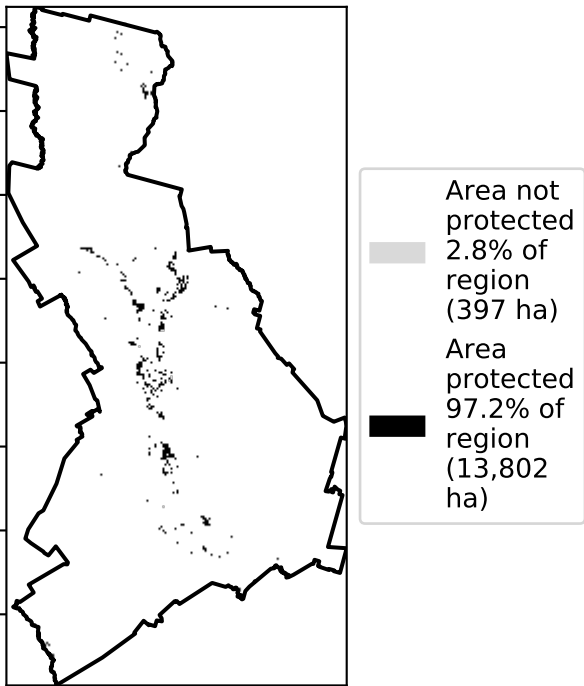 Area not
protected
2.8% of
region
(397 ha)
Area
protected
97.2% of
region
(13,802
ha)